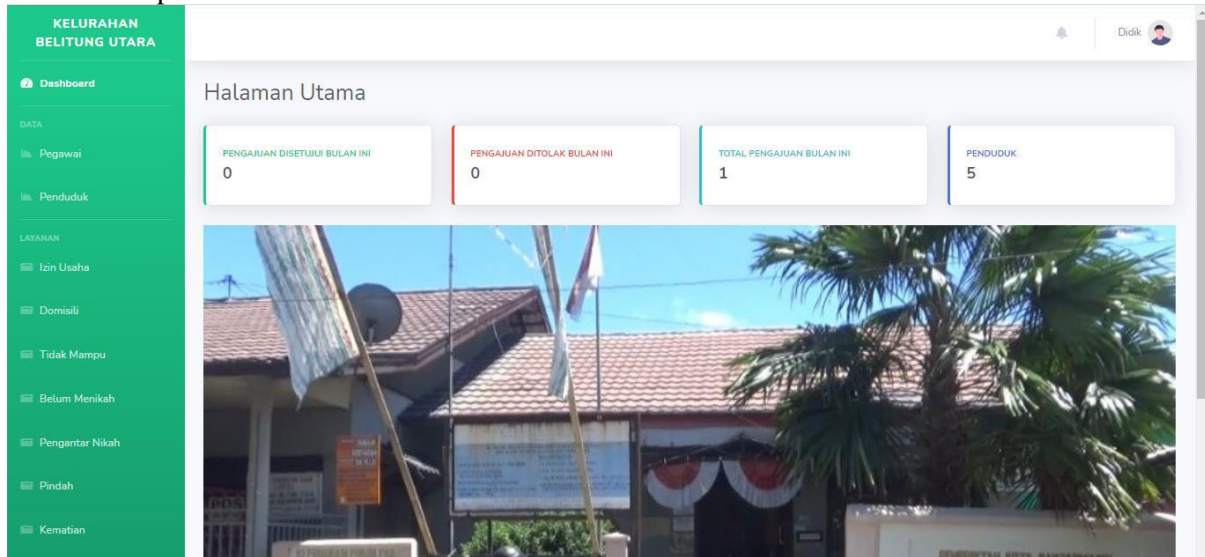 KELURAHAN
BELITUNG UTARA
Didik
Dashboard
Halaman Utama
DATA
Pegawai
Penduduk
PENGAJUAN DISETUJUI BULAN INI
0
PENGAJUAN DITOLAK BULAN INI
0
TOTAL PENGAJUAN BULAN INI
1
PENDUDUK
5
LAYANAN
Izin Usaha
Domisili
Tidak Mampu
Belum Menikah
Pengantar Nikah
Pindah
Kematian